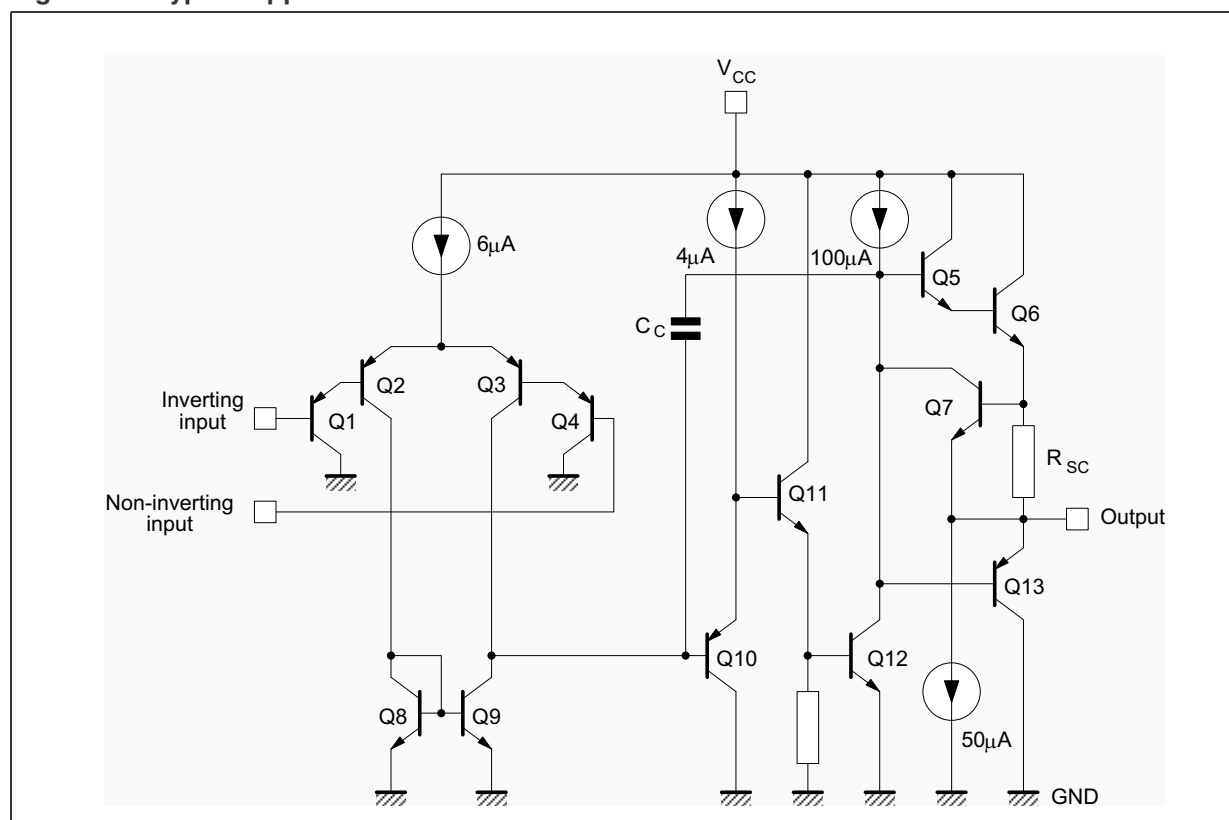 V CC
6μA
4μA
100μA
Q5
Q6
C C
Q2
Q3
Inverting
input
Q1
Q4
Q7
R SC
Non-inverting
input
Q11
Output
Q13
Q10
Q12
Q8
Q9
50μA
GND